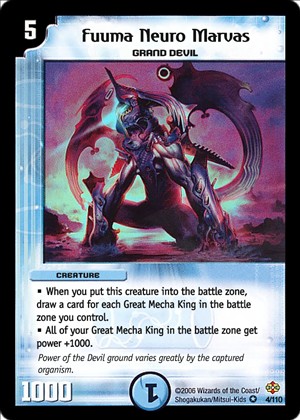 5
Fuuma Neuro Marvas
GRAND DEVIL
CREATURE
▪ When you put this creature into the battle zone,
draw a card for each Great Mecha King in the battle
zone you control.
▪ All of your Great Mecha King in the battle zone get
power +1000.
Power of the Devil ground varies greatly by the captured
organism.
1000
©2006 Wizards of the Coast/
Shogakukan/Mitsui-Kids
4/110